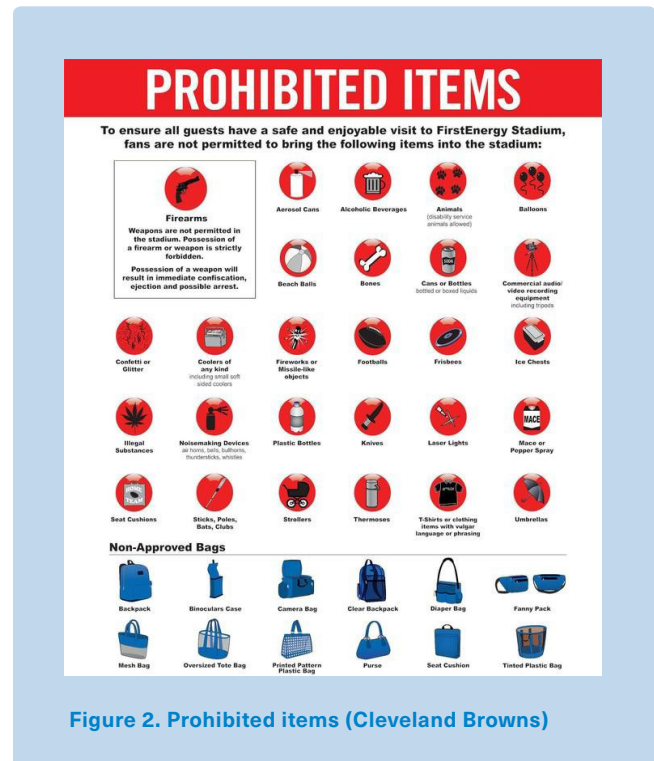 PROHIBITED ITEMS
To ensure all guests have a safe and enjoyable visit to FirstEnergy Stadium,
fans are not permitted to bring the following items into the stadium:
Firearms
Weapons are not permitted in
the stadium. Possession of
a firearm or weapon is strictly
forbidden.
Possession of a weapon will
result in immediate confiscation,
ejection and possible arrest.
Aerosol Cans
Alcoholic Beverages
Animals
(disability service
animals allowed)
Balloons
Beach Balls
Bones
SODA
Cans or Bottles
bottled or boxed liquids
Commercial audio/
video recording
equipment
including tripods
Confetti or
Glitter
Coolers of
any kind
including small soft
sided coolers
Fireworks or
Missile-like
objects
Footballs
Frisbees
Ice Chests
Illegal
Substances
Noisemaking Devices
air horns, bells, bullhorns,
thundersticks, whistles
Plastic Bottles
Knives
Laser Lights
MACE
Mace or
Pepper Spray
HOME
TEAM
Seat Cushions
Sticks, Poles,
Bats, Clubs
Strollers
Thermoses
T-Shirts or clothing
items with vulgar
language or phrasing
Umbrellas
Non-Approved Bags
Backpack
Binoculars Case
Camera Bag
Clear Backpack
Diaper Bag
Fanny Pack
Mesh Bag
Oversized Tote Bag
Printed Pattern
Plastic Bag
Purse
Seat Cushion
Tinted Plastic Bag
Figure 2. Prohibited items (Cleveland Browns)